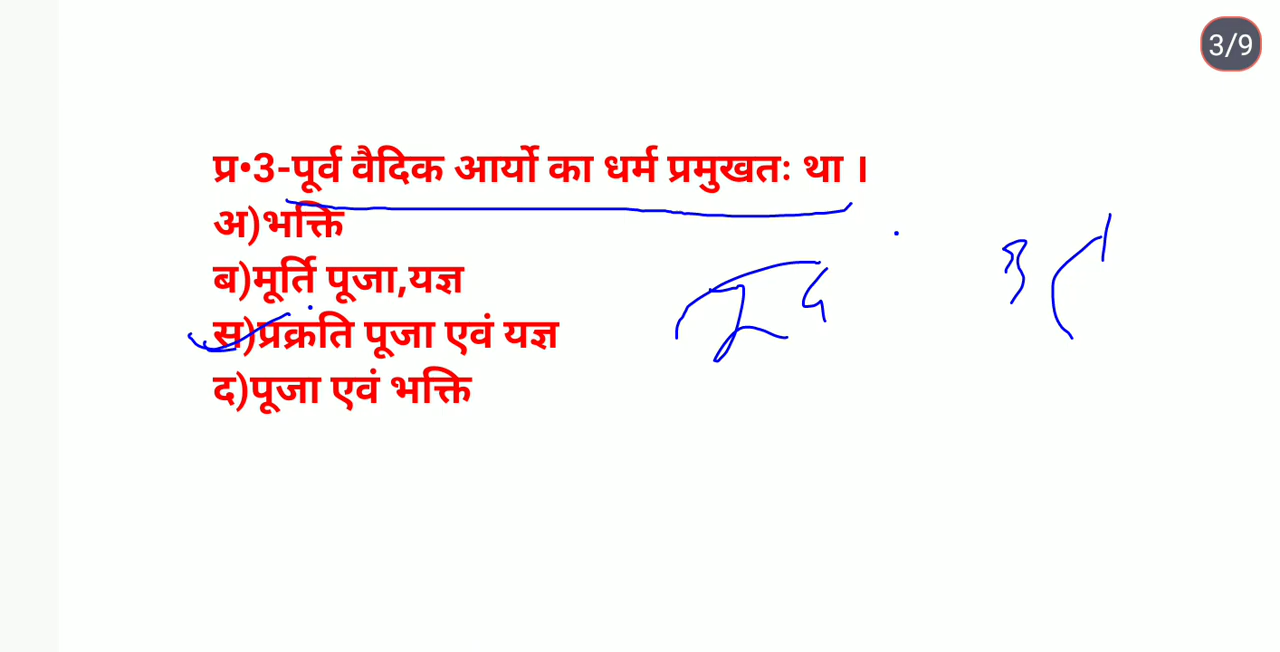 3/9
प्र•3-पूर्व वैदिक आर्यो का धर्म प्रमुखतः था ।
अ)भक्ति
ब)मूर्ति पूजा,यज्ञ
स)प्रक्रति पूजा एवं यज्ञ
द)पूजा एवं भक्ति